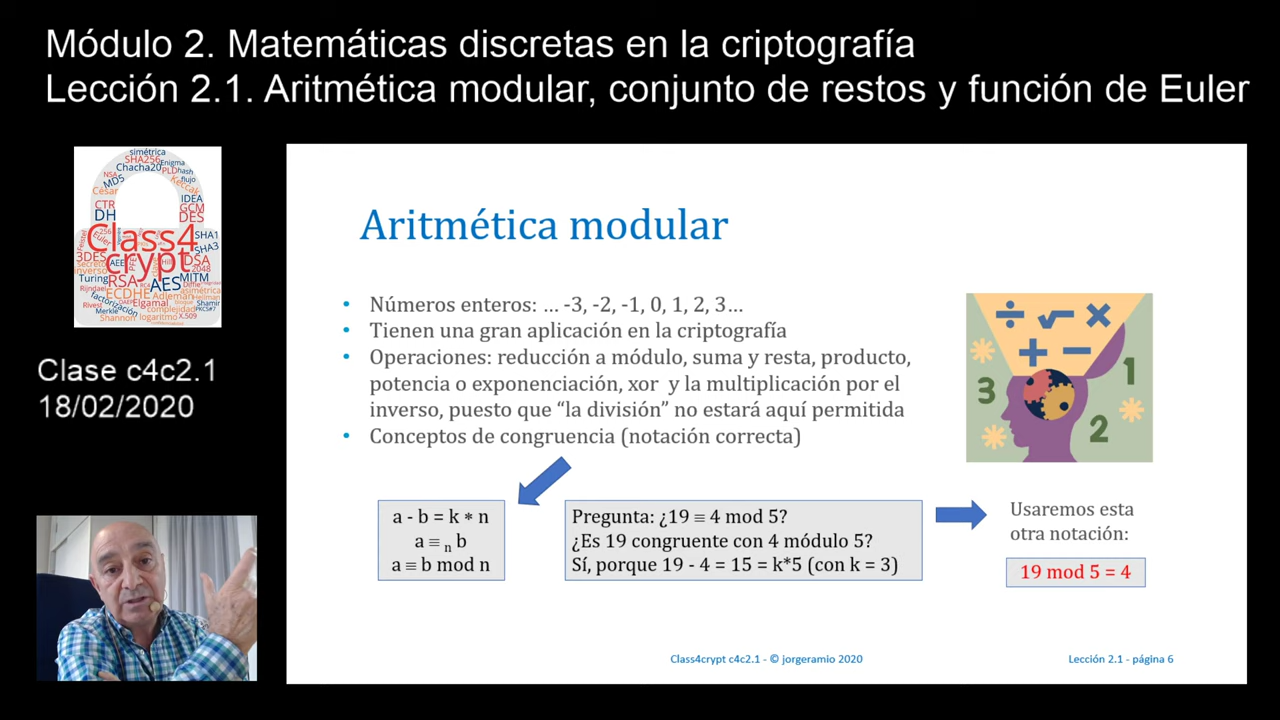 Módulo 2. Matemáticas discretas en la criptografía
Lección 2.1. Aritmética modular, conjunto de restos y función de Euler
simétrica
SHA256
Enigma
Chacha20
PLD
hash
NSA
MD5
flujo
Keccak
César
IDEA
CTR
GCM
DH
DES
Class4
crypt
SHA1
SHA3
3DES
DSA
2048
inverso
Turing
RSA
AES
MITM
Rijndael
ECDHE
asimétrica
factorización
Adleman
Hellman
Rivest
Elgamal
Shamir
Merkle
complejidad
PKCS#7
Shannon
logaritmo
X.509
Clase c4c2.1
18/02/2020
Aritmética modular
• Números enteros: … -3, -2, -1, 0, 1, 2, 3…
• Tienen una gran aplicación en la criptografía
• Operaciones: reducción a módulo, suma y resta, producto,
potencia o exponenciación, xor y la multiplicación por el
inverso, puesto que “la división” no estará aquí permitida
• Conceptos de congruencia (notación correcta)
÷ √ ×
+ −
3
1
2
a - b = k * n
a ≡ n b
a ≡ b mod n
Pregunta: ¿19 ≡ 4 mod 5?
¿Es 19 congruente con 4 módulo 5?
Sí, porque 19 - 4 = 15 = k*5 (con k = 3)
Usaremos esta
otra notación:
19 mod 5 = 4
Class4crypt c4c2.1 - © jorgeramio 2020
Lección 2.1 - página 6